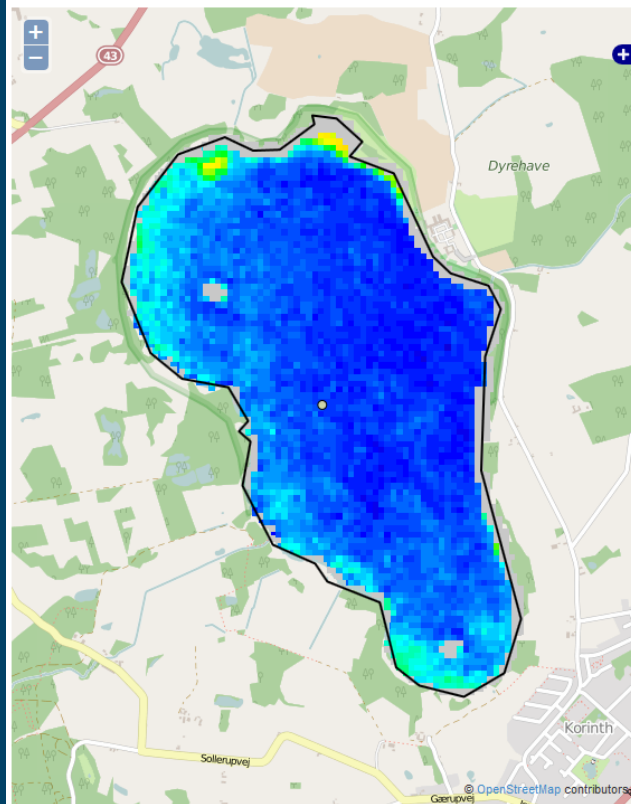 +
−
43
+
Dyrehave
Korinth
Sollerupvej
Gærupvej
© OpenStreetMap contributors